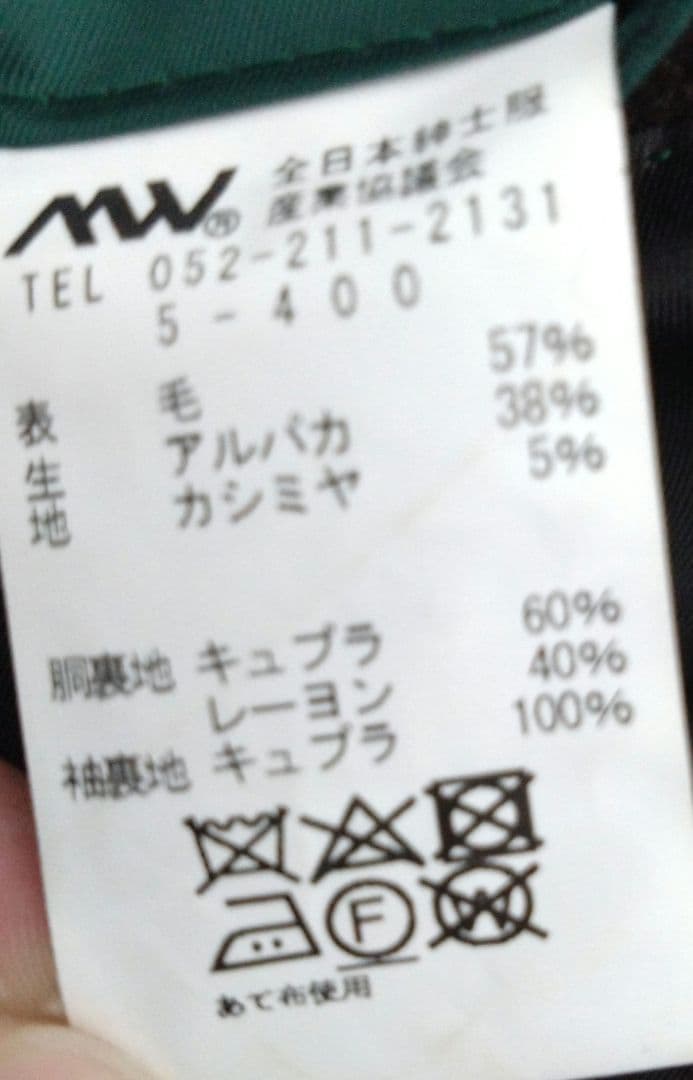 MW® 全日本紳士服
産業協議会
TEL 052-211-2131
5-400
表生地 毛 57%
アルパカ 38%
カシミヤ 5%
胴裏地 キュプラ 60%
レーヨン 40%
袖裏地 キュプラ 100%
F W
あて布使用